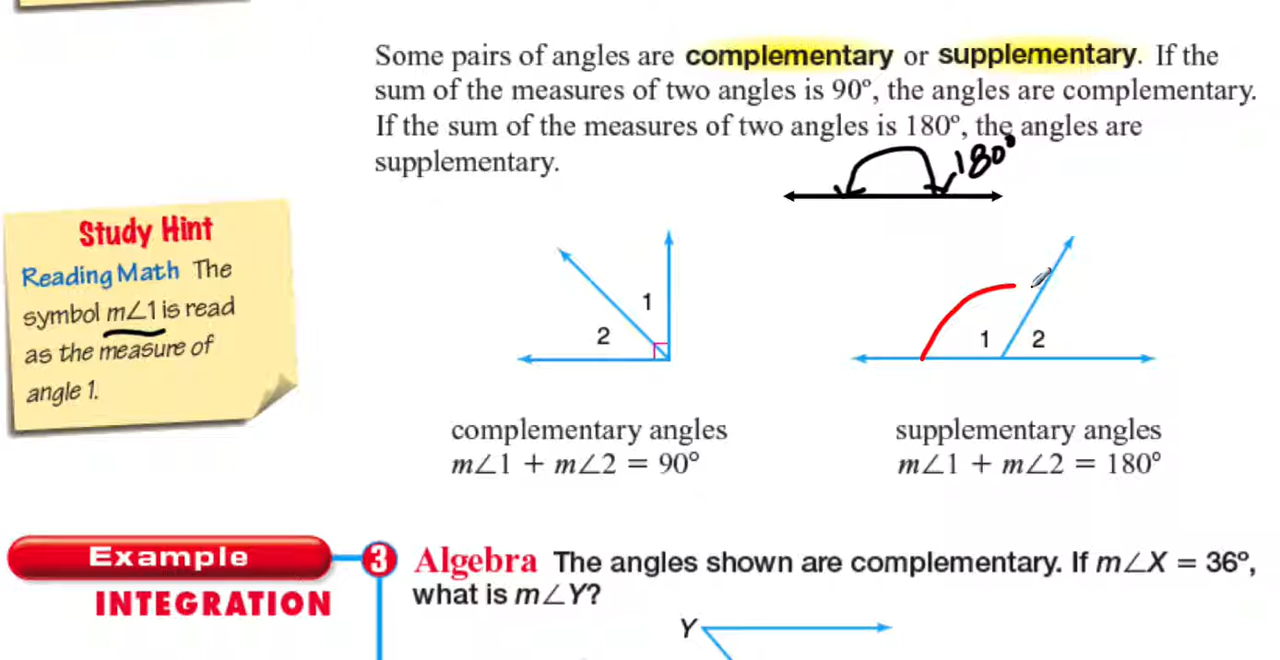 Some pairs of angles are complementary or supplementary. If the
sum of the measures of two angles is 90°, the angles are complementary.
If the sum of the measures of two angles is 180°, the angles are
supplementary.
180°
Study Hint
Reading Math The
symbol m∠1 is read
as the measure of
angle 1.
1
2
1
2
complementary angles
m∠1 + m∠2 = 90°
supplementary angles
m∠1 + m∠2 = 180°
Example
INTEGRATION
3 Algebra The angles shown are complementary. If m∠X = 36°,
what is m∠Y?
Y